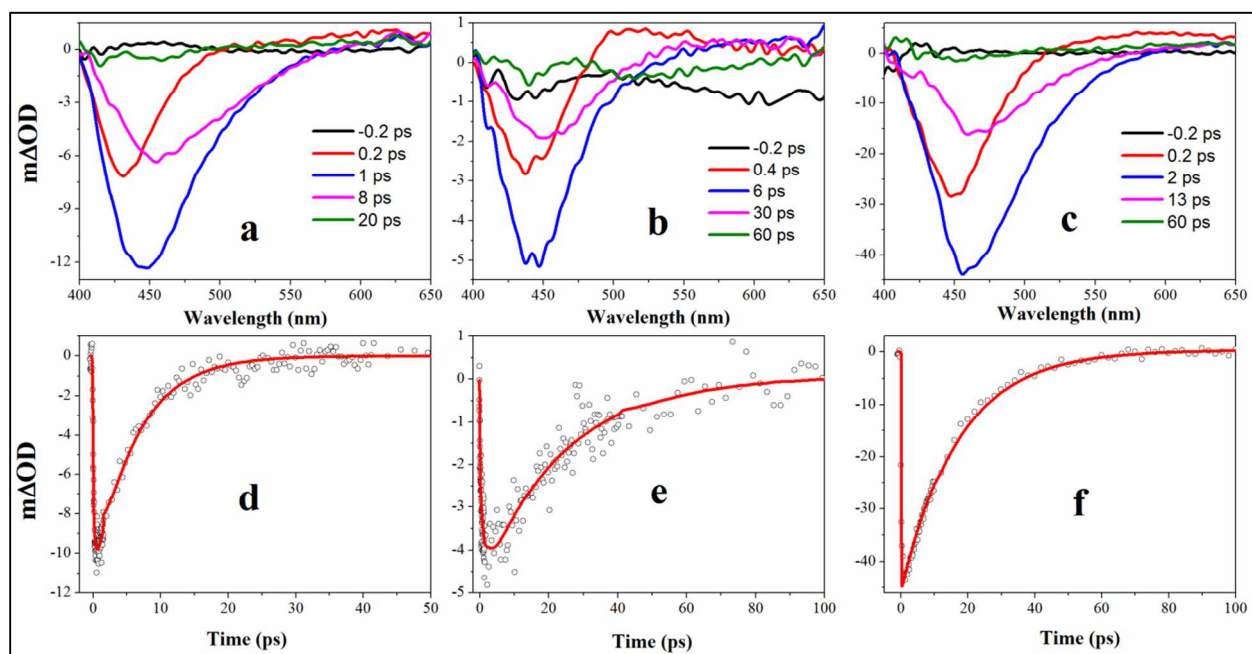 mΔOD
0
-3
-6
-9
-12
400 450 500 550 600 650
Wavelength (nm)
-0.2 ps
0.2 ps
1 ps
8 ps
20 ps
a
1
0
-1
-2
-3
-4
-5
400 450 500 550 600 650
Wavelength (nm)
-0.2 ps
0.4 ps
6 ps
30 ps
60 ps
b
0
-10
-20
-30
-40
400 450 500 550 600 650
Wavelength (nm)
-0.2 ps
0.2 ps
2 ps
13 ps
60 ps
c
mΔOD
0
-2
-4
-6
-8
-10
-12
0 10 20 30 40 50
Time (ps)
d
1
0
-1
-2
-3
-4
-5
0 20 40 60 80 100
Time (ps)
e
0
-10
-20
-30
-40
0 20 40 60 80 100
Time (ps)
f